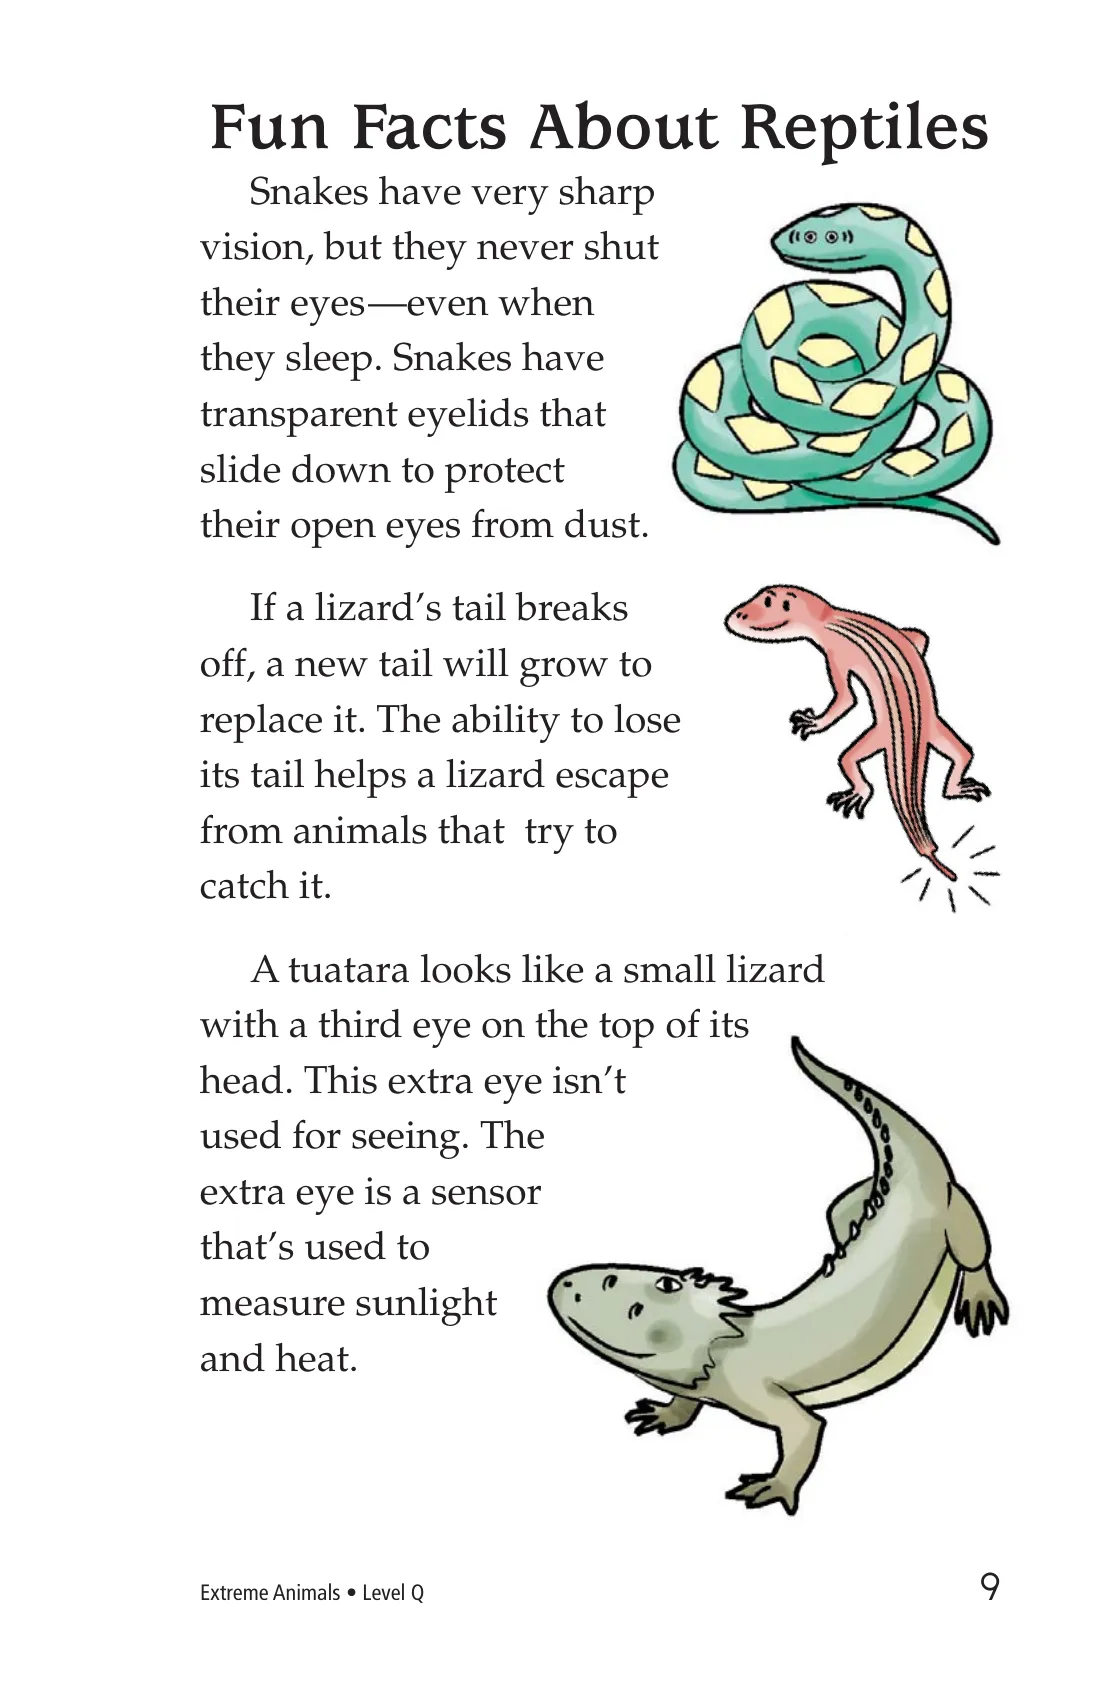 Fun Facts About Reptiles
Snakes have very sharp
vision, but they never shut
their eyes—even when
they sleep. Snakes have
transparent eyelids that
slide down to protect
their open eyes from dust.
If a lizard’s tail breaks
off, a new tail will grow to
replace it. The ability to lose
its tail helps a lizard escape
from animals that  try to
catch it.
A tuatara looks like a small lizard
with a third eye on the top of its
head. This extra eye isn’t
used for seeing. The
extra eye is a sensor
that’s used to
measure sunlight
and heat.
Extreme Animals • Level Q
9